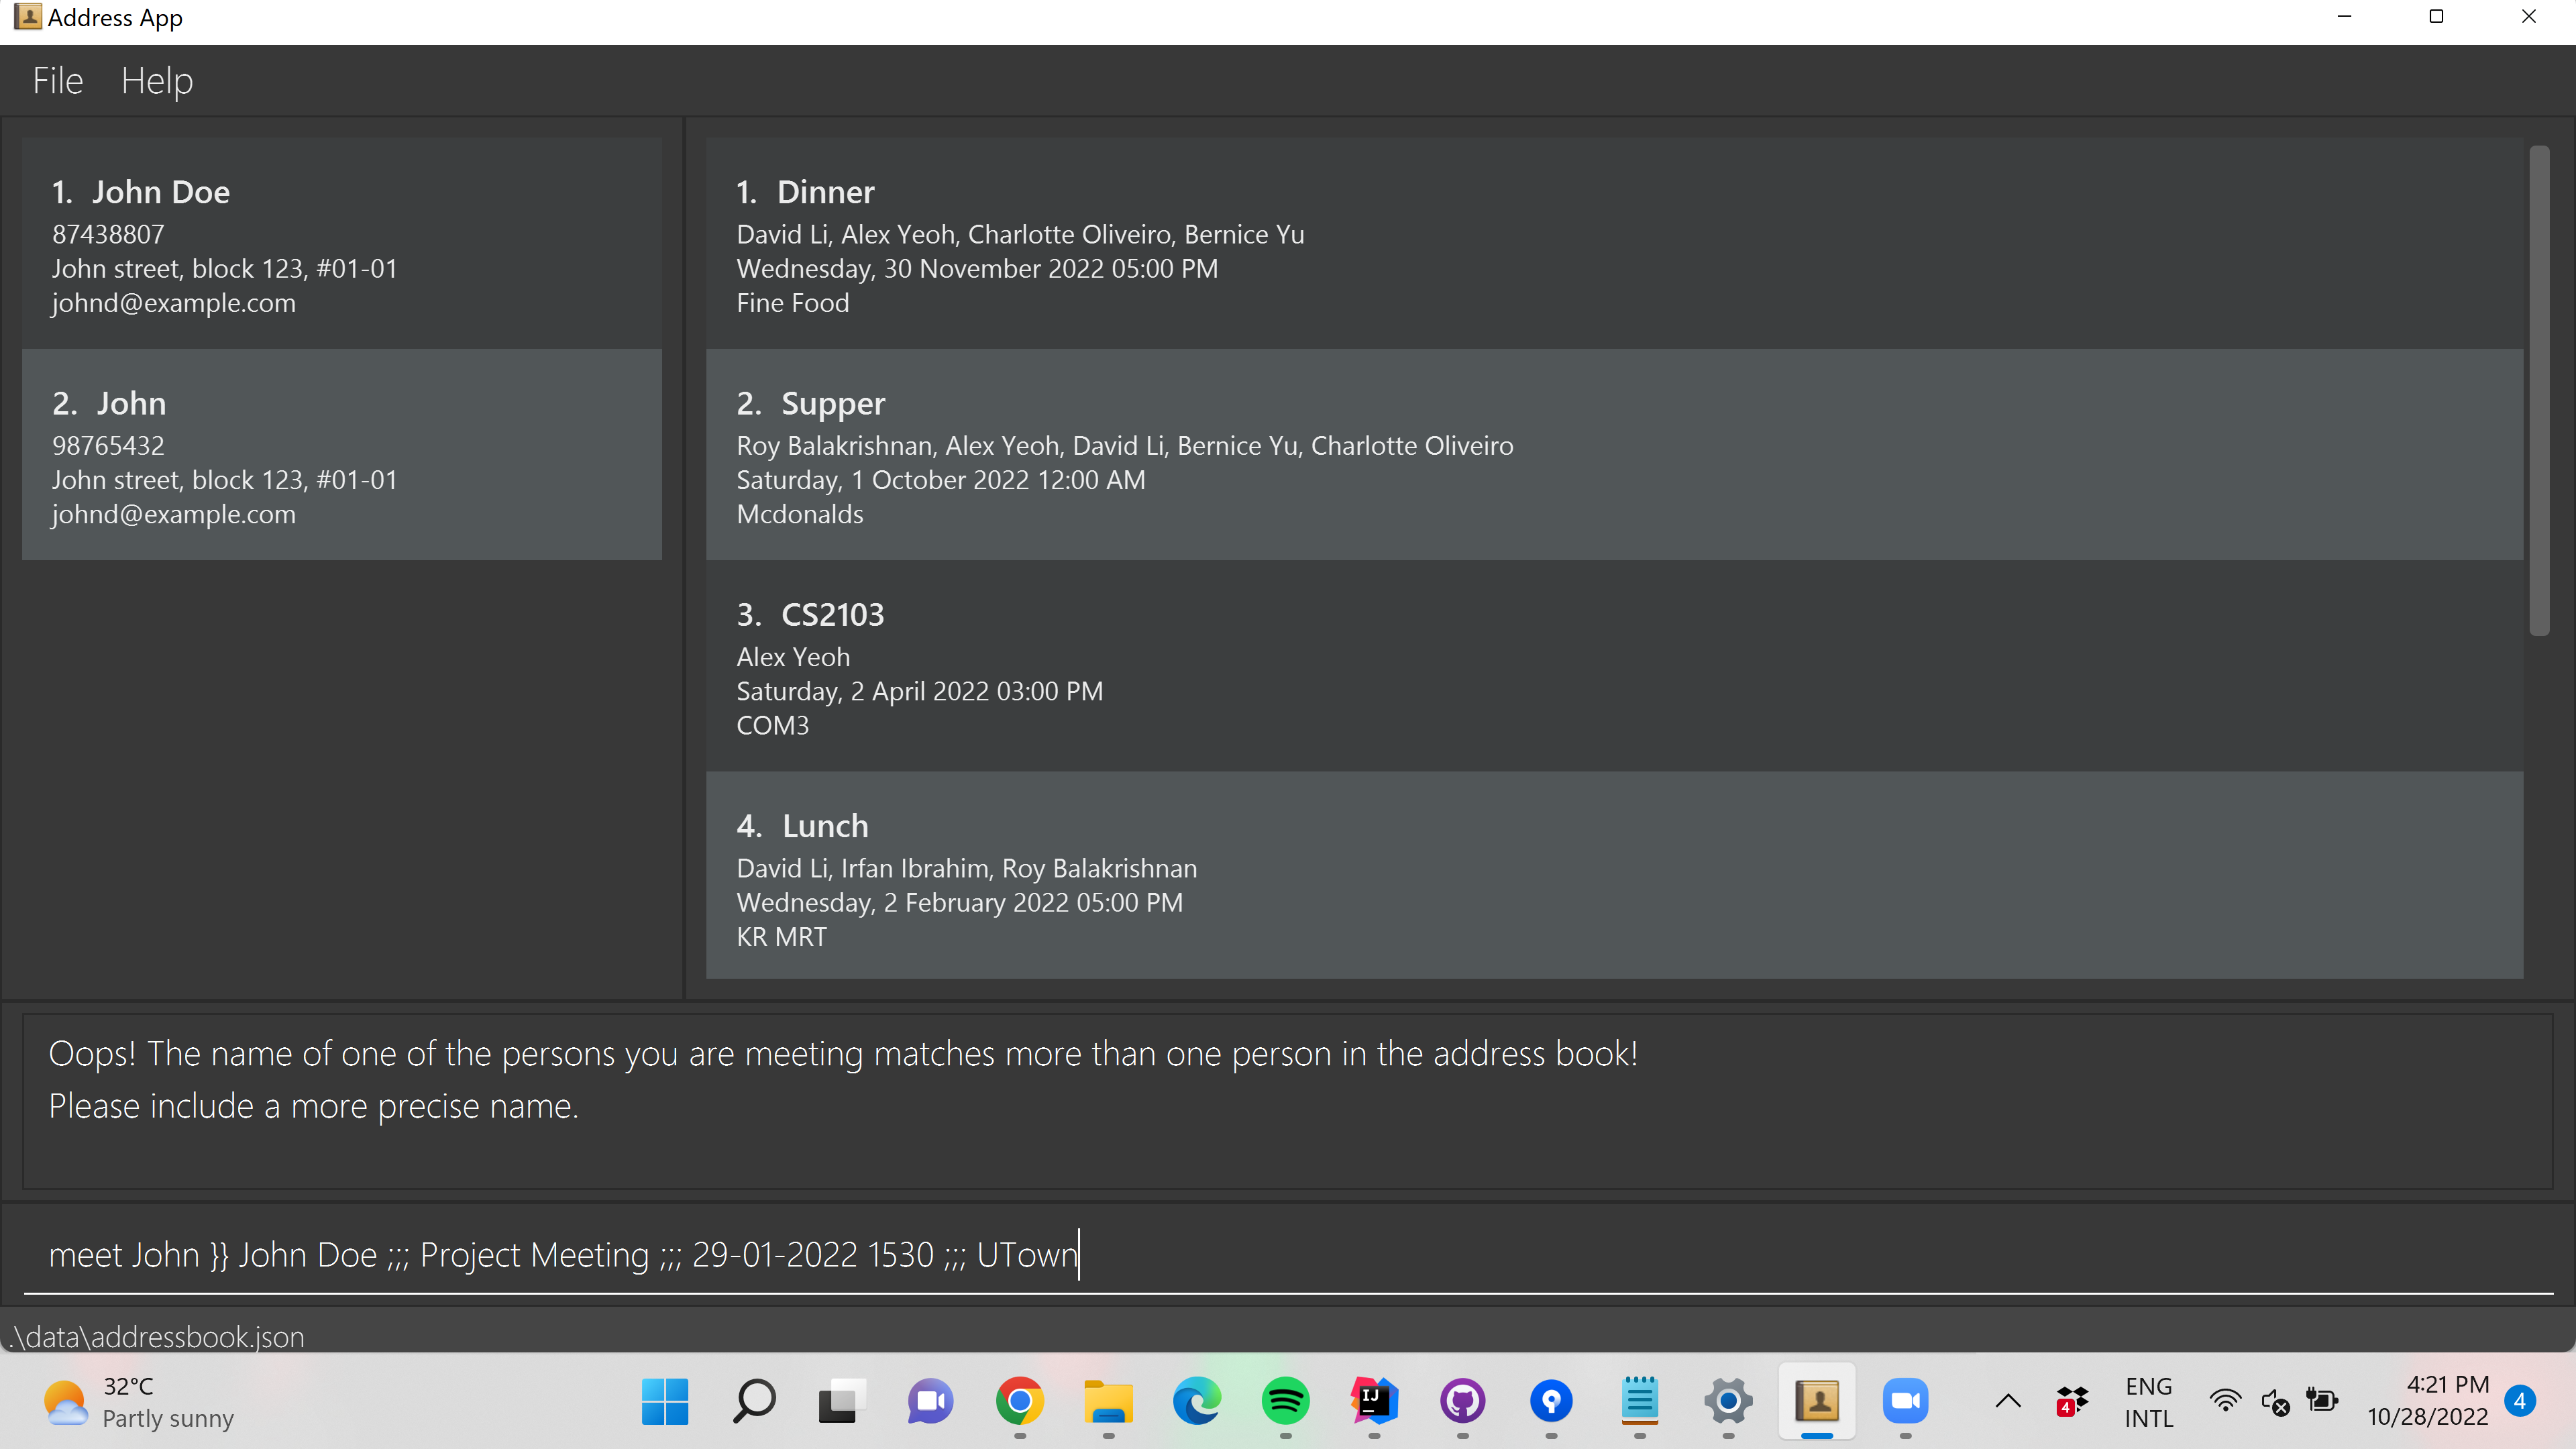 Address App
File Help
1. John Doe
87438807
John street, block 123, #01-01
johnd@example.com
2. John
98765432
John street, block 123, #01-01
johnd@example.com
1. Dinner
David Li, Alex Yeoh, Charlotte Oliveiro, Bernice Yu
Wednesday, 30 November 2022 05:00 PM
Fine Food
2. Supper
Roy Balakrishnan, Alex Yeoh, David Li, Bernice Yu, Charlotte Oliveiro
Saturday, 1 October 2022 12:00 AM
Mcdonalds
3. CS2103
Alex Yeoh
Saturday, 2 April 2022 03:00 PM
COM3
4. Lunch
David Li, Irfan Ibrahim, Roy Balakrishnan
Wednesday, 2 February 2022 05:00 PM
KR MRT
Oops! The name of one of the persons you are meeting matches more than one person in the address book!
Please include a more precise name.
meet John }} John Doe ;;; Project Meeting ;;; 29-01-2022 1530 ;;; UTown
.\data\addressbook.json
32°C
Partly sunny
IJ
4
ENG
INTL
4:21 PM
10/28/2022
4